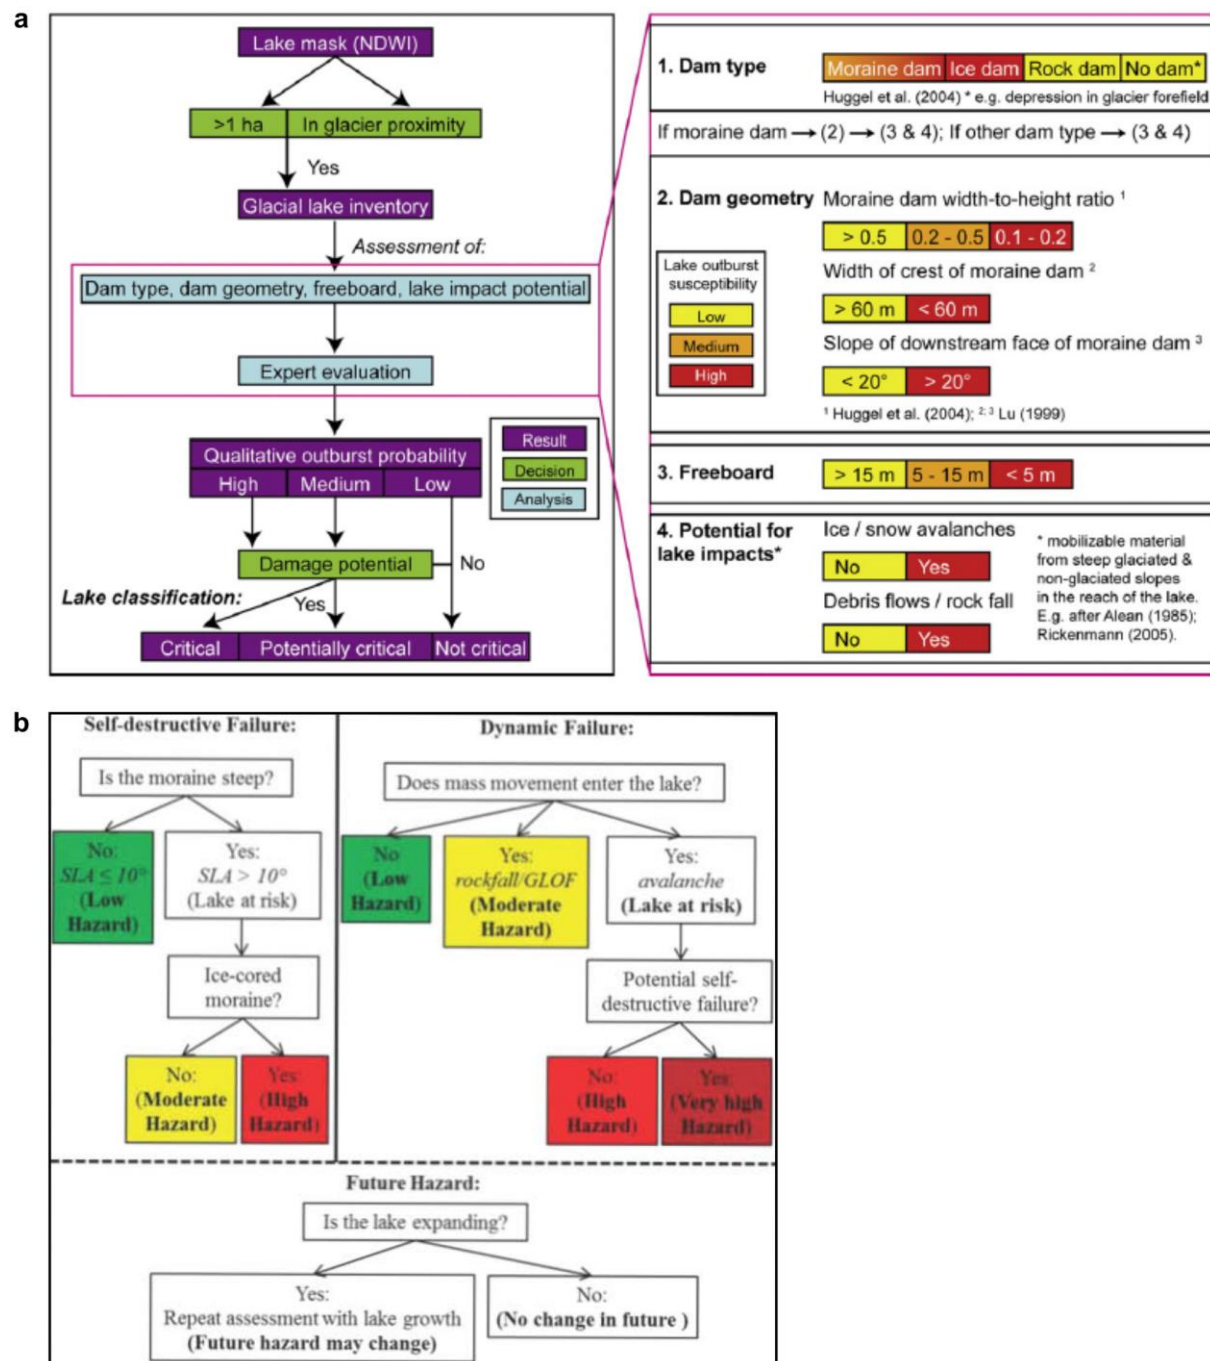 a
Lake mask (NDWI)
>1 ha In glacier proximity
Yes
Glacial lake inventory
Assessment of:
Dam type, dam geometry, freeboard, lake impact potential
Expert evaluation
Qualitative outburst probability
High Medium Low
Result
Decision
Analysis
Damage potential
No
Lake classification:
Yes
Critical Potentially critical Not critical
1. Dam type
Moraine dam Ice dam Rock dam No dam*
Huggel et al. (2004) * e.g. depression in glacier forefield
If moraine dam → (2) → (3 & 4); If other dam type → (3 & 4)
2. Dam geometry
Moraine dam width-to-height ratio ¹
> 0.5 0.2 - 0.5 0.1 - 0.2
Lake outburst
susceptibility
Low
Medium
High
Width of crest of moraine dam ²
> 60 m < 60 m
Slope of downstream face of moraine dam ³
< 20° > 20°
¹ Huggel et al. (2004); ²˒³ Lu (1999)
3. Freeboard
> 15 m 5 - 15 m < 5 m
4. Potential for
lake impacts*
Ice / snow avalanches
No Yes
Debris flows / rock fall
No Yes
* mobilizable material
from steep glaciated &
non-glaciated slopes
in the reach of the lake.
E.g. after Alean (1985);
Rickenmann (2005).
b
Self-destructive Failure:
Is the moraine steep?
No:
SLA ≤ 10°
(Low
Hazard)
Yes:
SLA > 10°
(Lake at risk)
Ice-cored
moraine?
No:
(Moderate
Hazard)
Yes:
(High
Hazard)
Dynamic Failure:
Does mass movement enter the lake?
No
(Low
Hazard)
Yes:
rockfall/GLOF
(Moderate
Hazard)
Yes:
avalanche
(Lake at risk)
Potential self-
destructive failure?
No:
(High
Hazard)
Yes:
(Very high
Hazard)
Future Hazard:
Is the lake expanding?
Yes:
Repeat assessment with lake growth
(Future hazard may change)
No:
(No change in future )